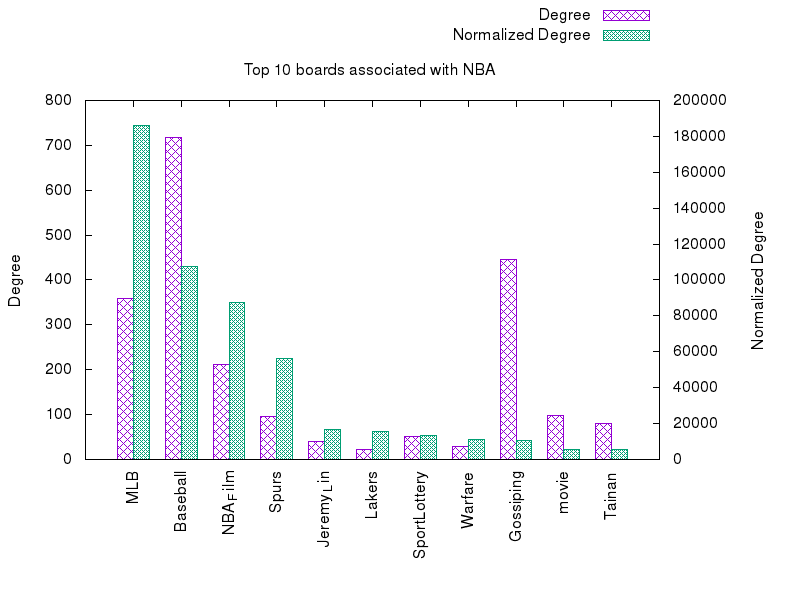 Degree
Normalized Degree
Top 10 boards associated with NBA
800
700
600
500
400
300
200
100
0
200000
180000
160000
140000
120000
100000
80000
60000
40000
20000
0
Degree
Normalized Degree
MLB
Baseball
NBAFilm
Spurs
JeremyLin
Lakers
SportLottery
Warfare
Gossiping
movie
Tainan